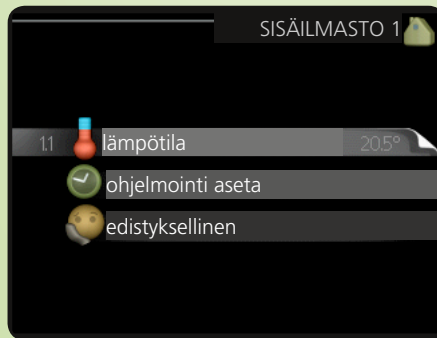 SISÄILMASTO 1
1.1 lämpötila 20.5°
ohjelmointi aseta
edistyksellinen